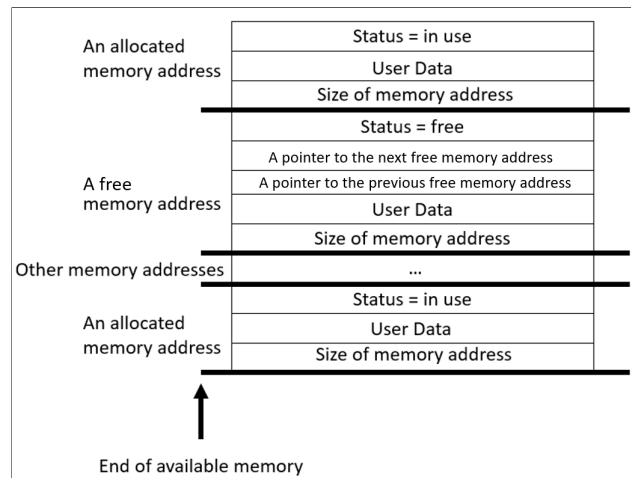 An allocated
memory address
Status = in use
User Data
Size of memory address
A free
memory address
Status = free
A pointer to the next free memory address
A pointer to the previous free memory address
User Data
Size of memory address
Other memory addresses
...
An allocated
memory address
Status = in use
User Data
Size of memory address
End of available memory